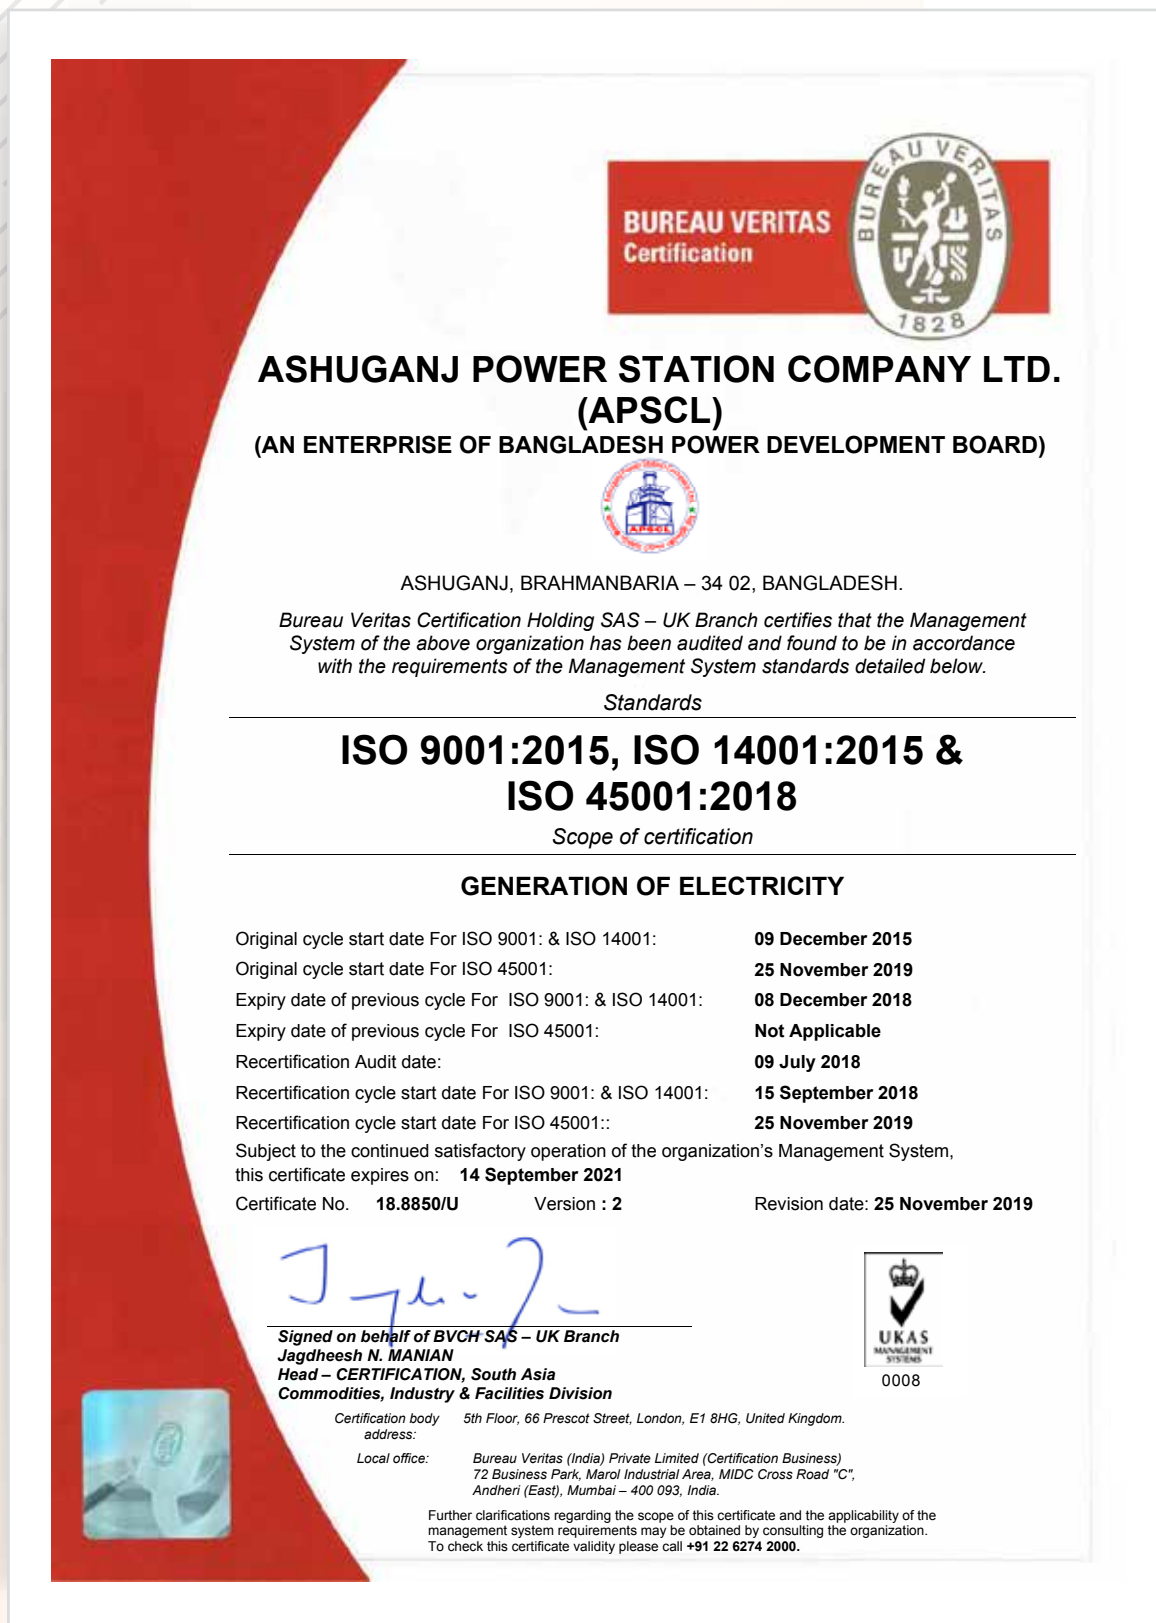 BUREAU VERITAS
Certification
BUREAU VERITAS
1828
ASHUGANJ POWER STATION COMPANY LTD.
(APSCL)
(AN ENTERPRISE OF BANGLADESH POWER DEVELOPMENT BOARD)
APSCL
ASHUGANJ, BRAHMANBARIA – 34 02, BANGLADESH.
Bureau Veritas Certification Holding SAS – UK Branch certifies that the Management
System of the above organization has been audited and found to be in accordance
with the requirements of the Management System standards detailed below.
Standards
ISO 9001:2015, ISO 14001:2015 &
ISO 45001:2018
Scope of certification
GENERATION OF ELECTRICITY
Original cycle start date For ISO 9001: & ISO 14001: 09 December 2015
Original cycle start date For ISO 45001: 25 November 2019
Expiry date of previous cycle For ISO 9001: & ISO 14001: 08 December 2018
Expiry date of previous cycle For ISO 45001: Not Applicable
Recertification Audit date: 09 July 2018
Recertification cycle start date For ISO 9001: & ISO 14001: 15 September 2018
Recertification cycle start date For ISO 45001:: 25 November 2019
Subject to the continued satisfactory operation of the organization's Management System,
this certificate expires on: 14 September 2021
Certificate No. 18.8850/U Version : 2 Revision date: 25 November 2019
Signed on behalf of BVCH SAS – UK Branch
Jagdheesh N. MANIAN
Head – CERTIFICATION, South Asia
Commodities, Industry & Facilities Division
UKAS
MANAGEMENT
SYSTEMS
0008
Certification body 5th Floor, 66 Prescot Street, London, E1 8HG, United Kingdom.
address:
Local office: Bureau Veritas (India) Private Limited (Certification Business)
72 Business Park, Marol Industrial Area, MIDC Cross Road "C",
Andheri (East), Mumbai – 400 093, India.
Further clarifications regarding the scope of this certificate and the applicability of the
management system requirements may be obtained by consulting the organization.
To check this certificate validity please call +91 22 6274 2000.